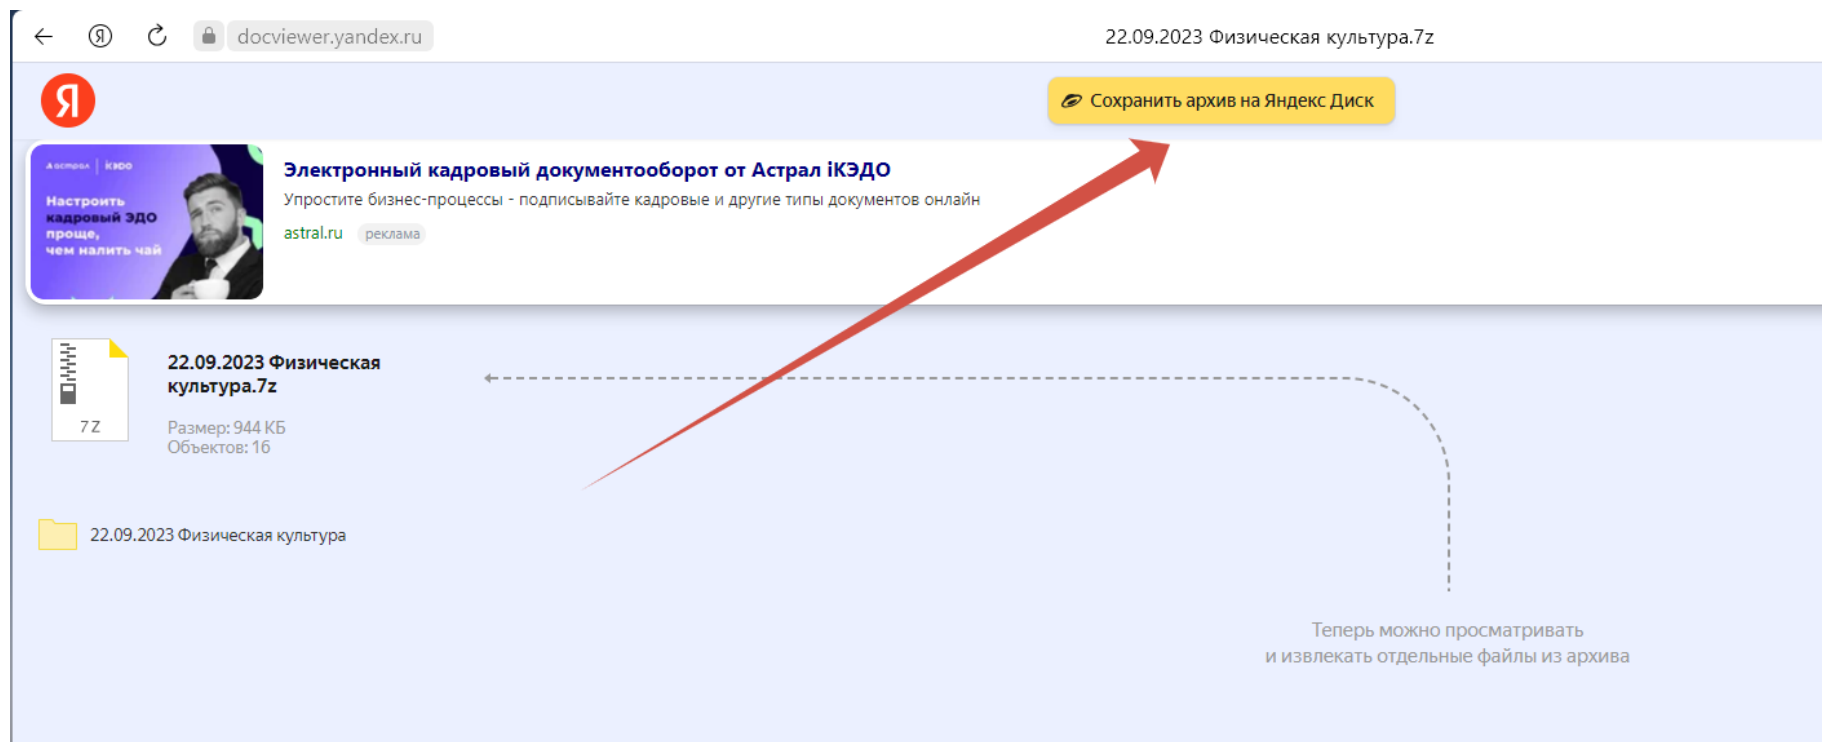 docviewer.yandex.ru
22.09.2023 Физическая культура.7z
Я
Сохранить архив на Яндекс Диск
Астрал | iКЭДО
Настроить
кадровый ЭДО
проще,
чем налить чай
Электронный кадровый документооборот от Астрал iКЭДО
Упростите бизнес-процессы - подписывайте кадровые и другие типы документов онлайн
astral.ru реклама
22.09.2023 Физическая
культура.7z
7Z
Размер: 944 КБ
Объектов: 16
22.09.2023 Физическая культура
Теперь можно просматривать
и извлекать отдельные файлы из архива